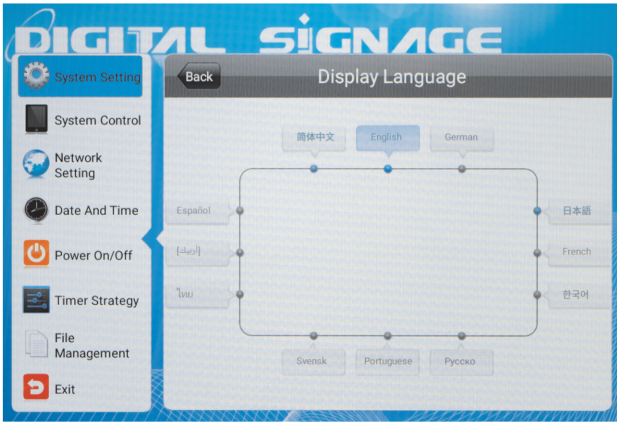 DIGITAL SiGNAGE
System Setting
System Control
Network
Setting
Date And Time
Power On/Off
Timer Strategy
File
Management
Exit
Back
Display Language
简体中文
English
German
Español
日本語
French
ไทย
한국어
Svensk
Portuguese
Русско